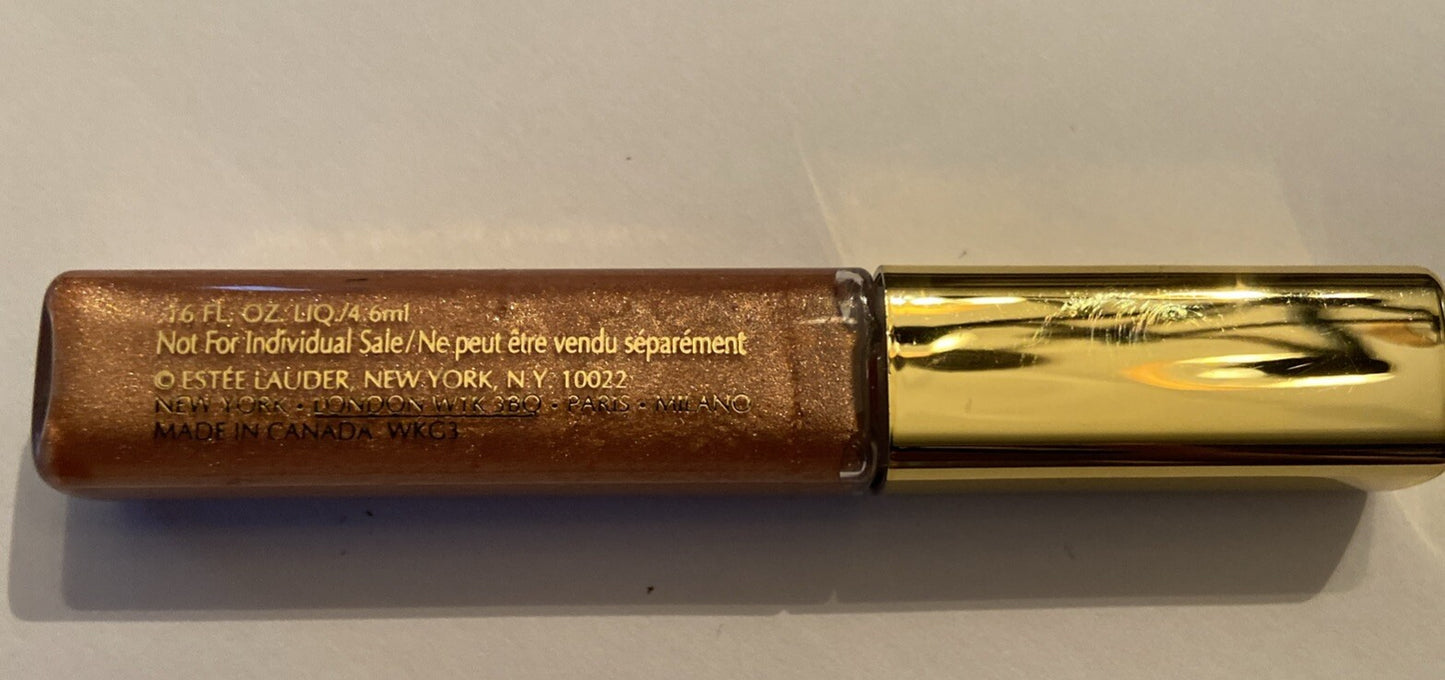 .16 FL. OZ. LIQ./4.6ml
Not For Individual Sale/Ne peut être vendu séparément
© ESTĒE LAUDER, NEW YORK, N.Y. 10022
NEW YORK • LONDON W1K 3BQ • PARIS • MILANO
MADE IN CANADA WKG3